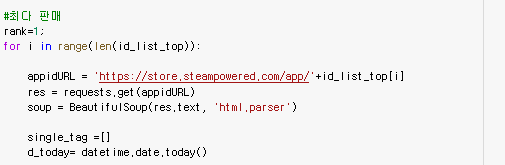 #최다 판매
rank=1;
for i in range(len(id_list_top)):
appidURL = 'https://store.steampowered.com/app/'+id_list_top[i]
res = requests.get(appidURL)
soup = BeautifulSoup(res.text, 'html.parser')
single_tag =[]
d_today= datetime.date.today()